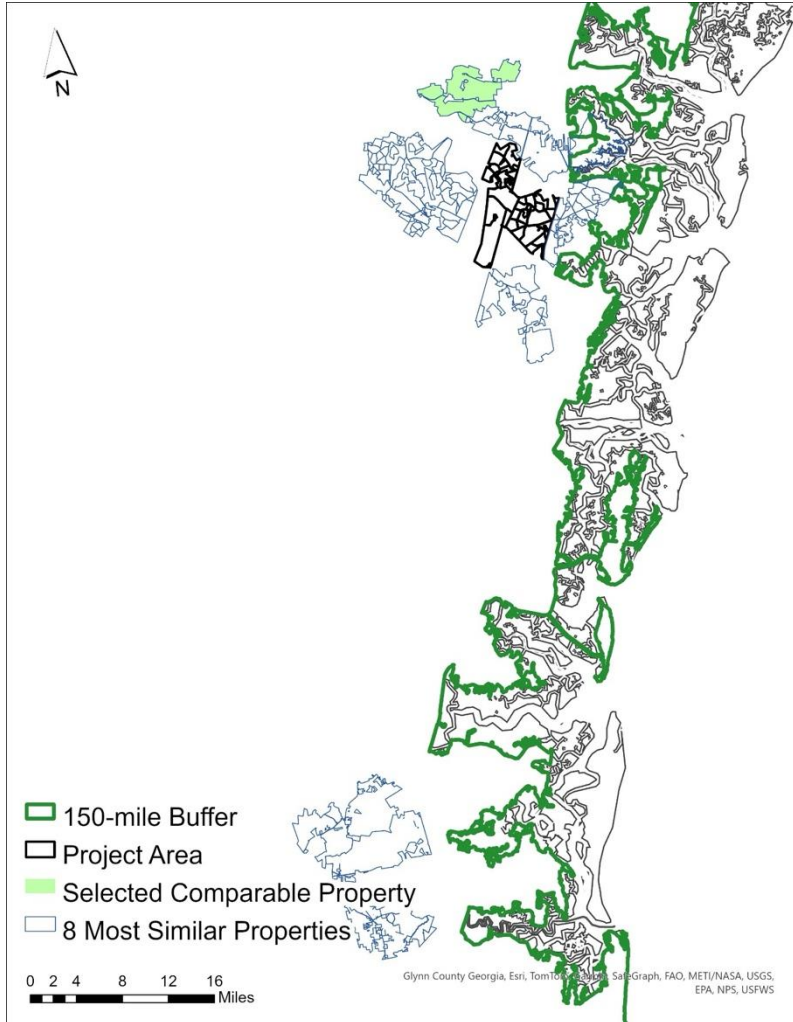 N
150-mile Buffer
Project Area
Selected Comparable Property
8 Most Similar Properties
0 2 4 8 12 16
Miles
Glynn County Georgia, Esri, TomTom, SafeGraph, FAO, METI/NASA, USGS,
EPA, NPS, USFWS